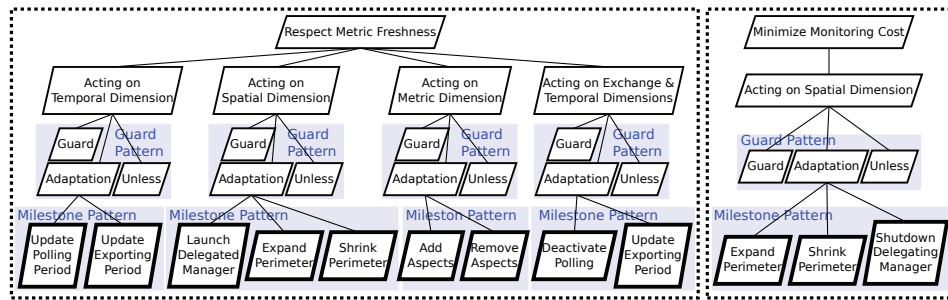 Respect Metric Freshness
Acting on
Temporal Dimension
Acting on
Spatial Dimension
Acting on
Metric Dimension
Acting on Exchange &
Temporal Dimensions
Guard
Guard
Pattern
Adaptation
Unless
Guard
Guard
Pattern
Adaptation
Unless
Guard
Guard
Pattern
Adaptation
Unless
Guard
Guard
Pattern
Adaptation
Unless
Milestone Pattern
Update
Polling
Period
Update
Exporting
Period
Milestone Pattern
Launch
Delegated
Manager
Expand
Perimeter
Shrink
Perimeter
Mileston Pattern
Add
Aspects
Remove
Aspects
Milestone Pattern
Deactivate
Polling
Update
Exporting
Period
Minimize Monitoring Cost
Acting on Spatial Dimension
Guard Pattern
Guard
Adaptation
Unless
Milestone Pattern
Expand
Perimeter
Shrink
Perimeter
Shutdown
Delegating
Manager